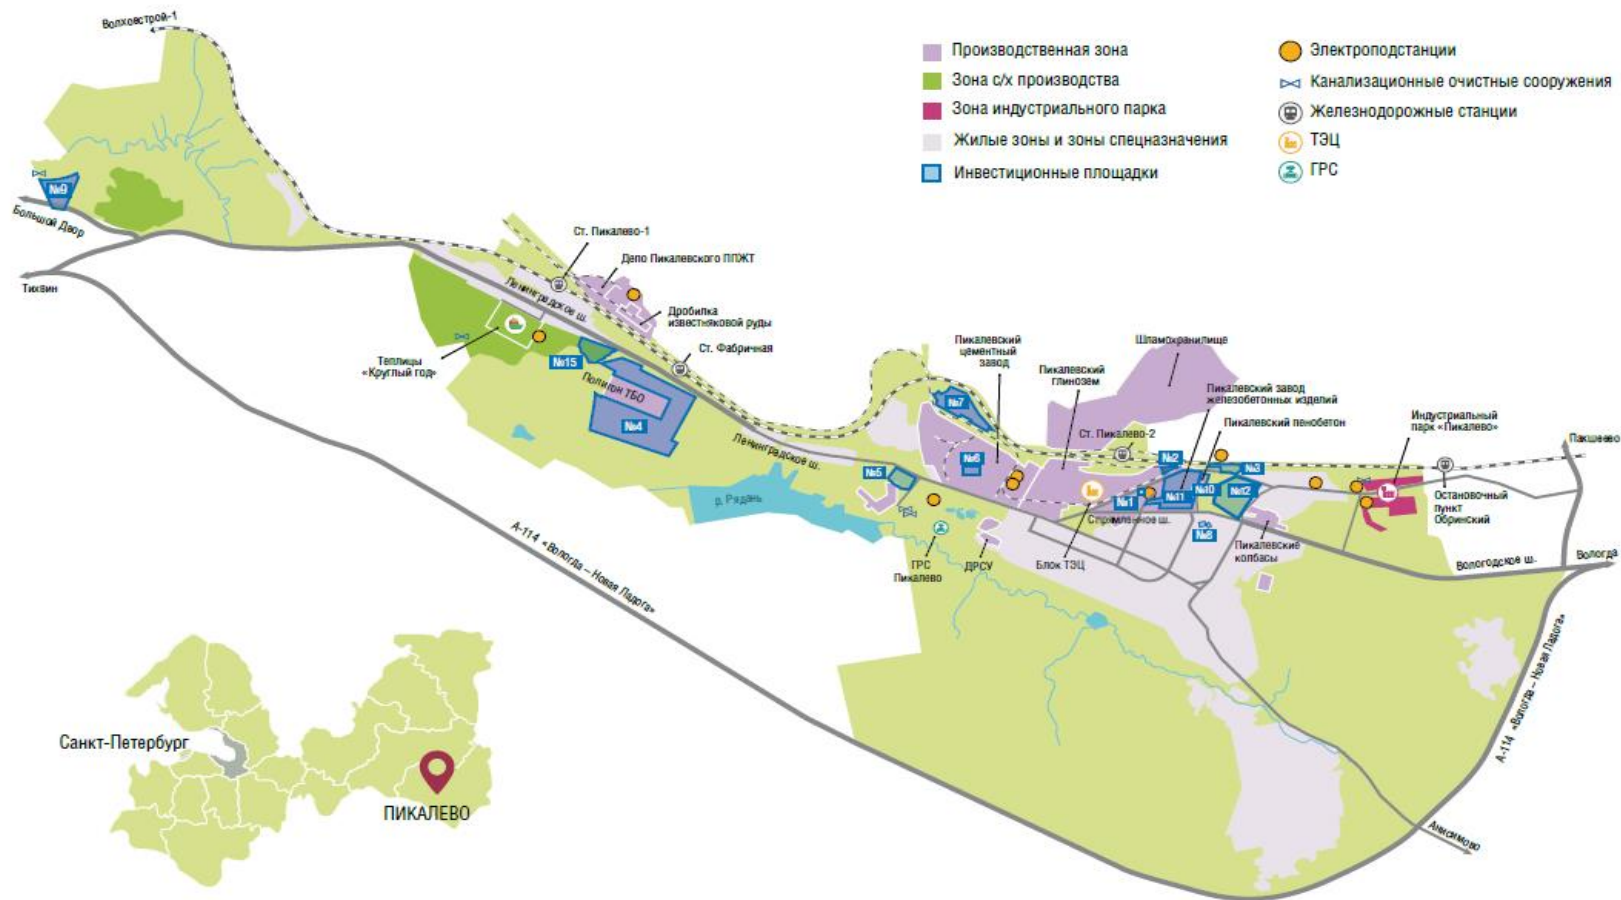 Волховстрой-1
Производственная зона
Зона с/х производства
Зона индустриального парка
Жилые зоны и зоны спецназначения
Инвестиционные площадки
Электроподстанции
Канализационные очистные сооружения
Железнодорожные станции
ТЭЦ
ГРС
№9
Большой Двор
Тихвин
Ст. Пикалево-1
Депо Пикалевского ППЖТ
Ленинградское ш.
Дробилка
известняковой руды
Ст. Фабричная
Теплицы
«Круглый год»
№15
Полигон ТБО
№4
Ленинградское ш.
р. Рядань
А-114 «Вологда – Новая Ладога»
Пикалевский
цементный
завод
№7
Пикалевский
глинозем
Шламохранилище
Пикалевский завод
железобетонных изделий
Пикалевский пенобетон
Индустриальный
парк «Пикалево»
Ст. Пикалево-2
Пакшеево
№5
№6
№2
№3
№1
№11
№10
№12
№8
Спрямленное ш.
Остановочный
пункт
Обринский
ГРС
Пикалево
ДРСУ
Блок ТЭЦ
Пикалевские
колбасы
Вологодское ш.
Вологда
А-114 «Вологда – Новая Ладога»
Анисимово
Санкт-Петербург
ПИКАЛЕВО